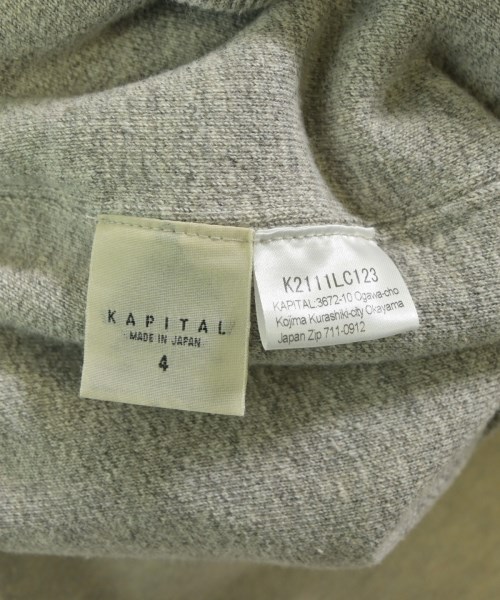 KAPITAL
MADE IN JAPAN
4
K2111LC123
KAPITAL:3672-10 Ogawa-cho
Kojima Kurashiki-city Okayama
Japan Zip 711-0912